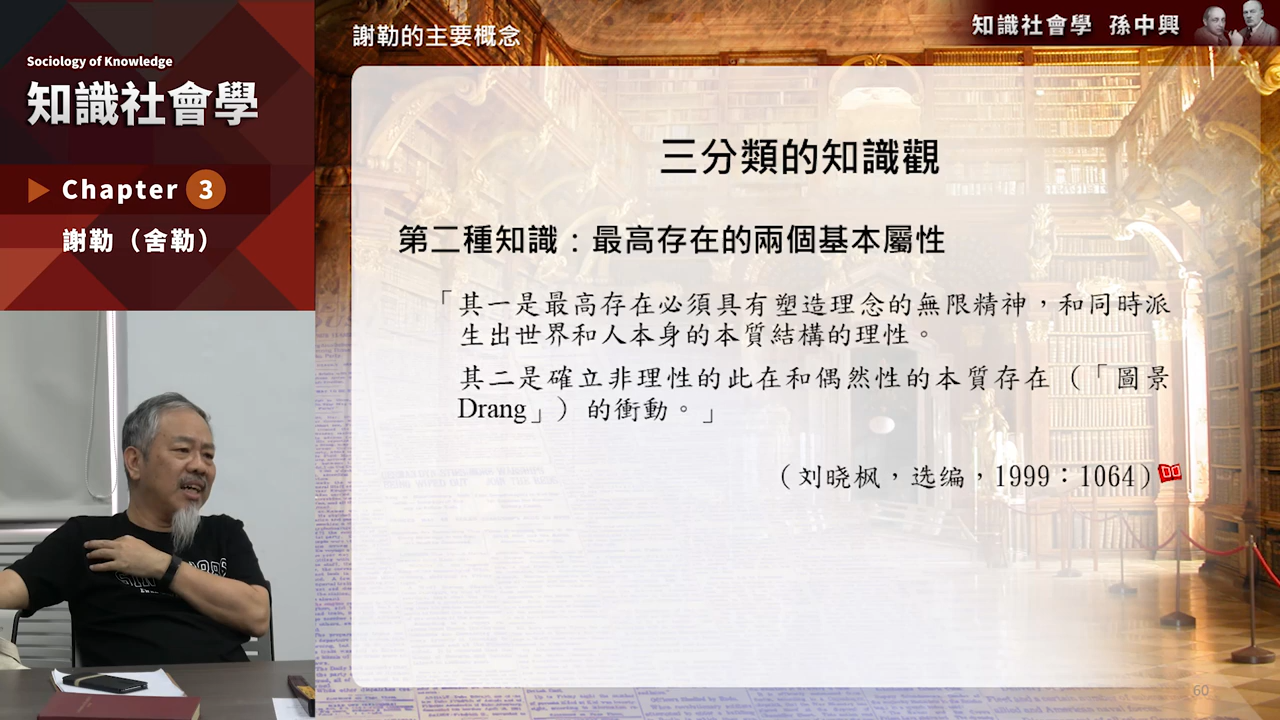 Sociology of Knowledge
知識社會學
Chapter 3
謝勒（舍勒）
謝勒的主要概念
知識社會學 孫中興
三分類的知識觀
第二種知識：最高存在的兩個基本屬性
「其一是最高存在必須具有塑造理念的無限精神，和同時派
生出世界和人本身的本質結構的理性。
其二是確立非理性的此在和偶然性的本質存在（「圖景
Drang」）的衝動。」
（刘晓枫，选编，1999：1064）
60